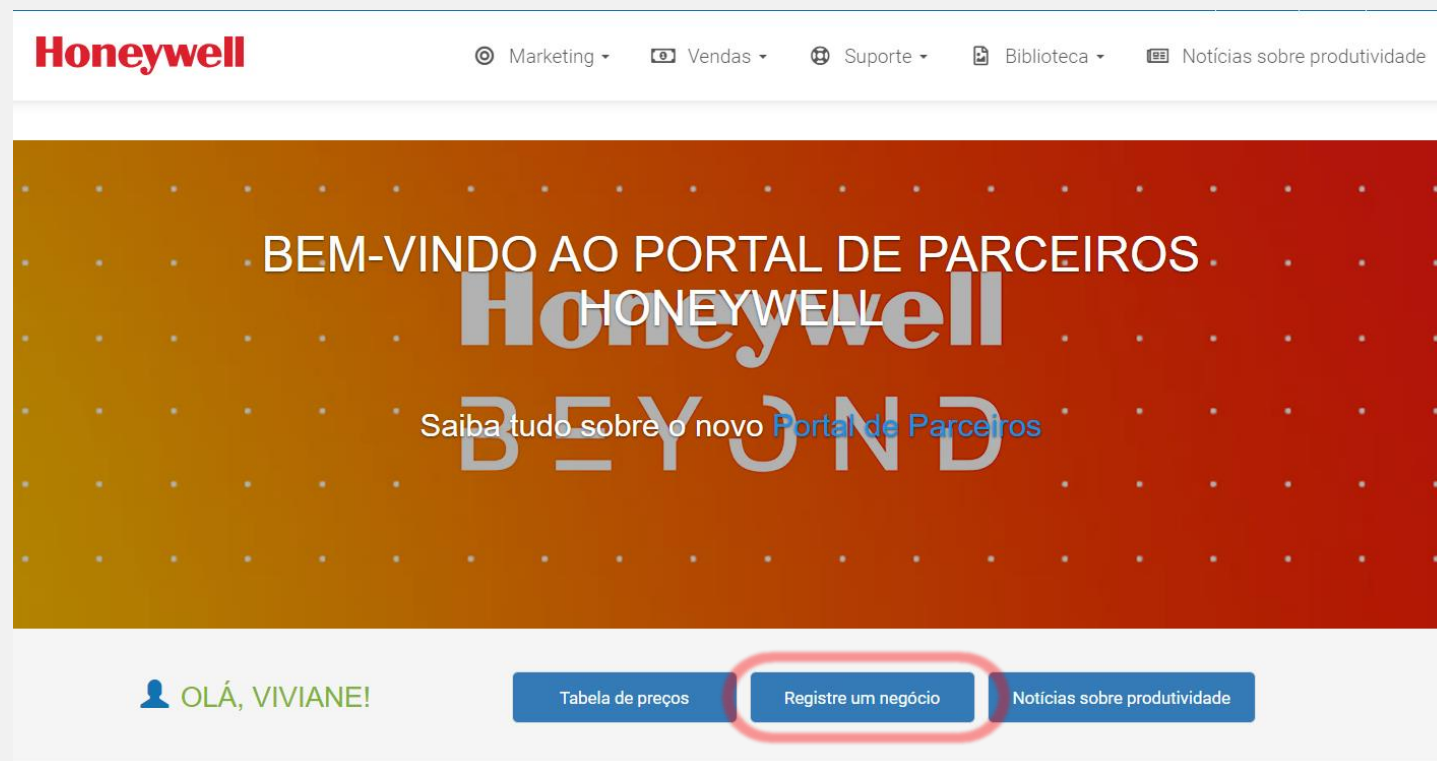 Honeywell
Marketing Vendas Suporte Biblioteca Notícias sobre produtividade
BEM-VINDO AO PORTAL DE PARCEIROS
HONEYWELL
Honeywell
BEYOND
Saiba tudo sobre o novo Portal de Parceiros
OLÁ, VIVIANE!
Tabela de preços Registre um negócio Notícias sobre produtividade